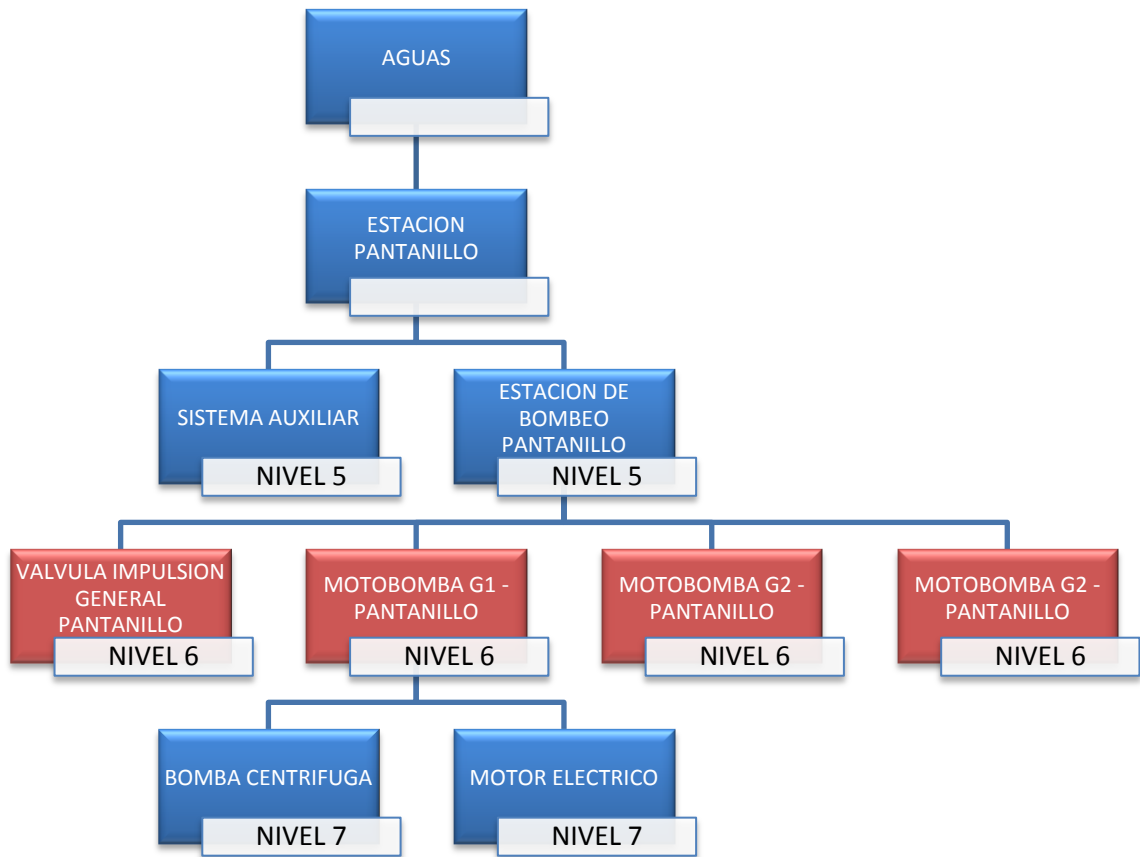 AGUAS
ESTACION
PANTANILLO
SISTEMA AUXILIAR
NIVEL 5
ESTACION DE
BOMBEO
PANTANILLO
NIVEL 5
VALVULA IMPULSION
GENERAL
PANTANILLO
NIVEL 6
MOTOBOMBA G1 -
PANTANILLO
NIVEL 6
MOTOBOMBA G2 -
PANTANILLO
NIVEL 6
MOTOBOMBA G2 -
PANTANILLO
NIVEL 6
BOMBA CENTRIFUGA
NIVEL 7
MOTOR ELECTRICO
NIVEL 7